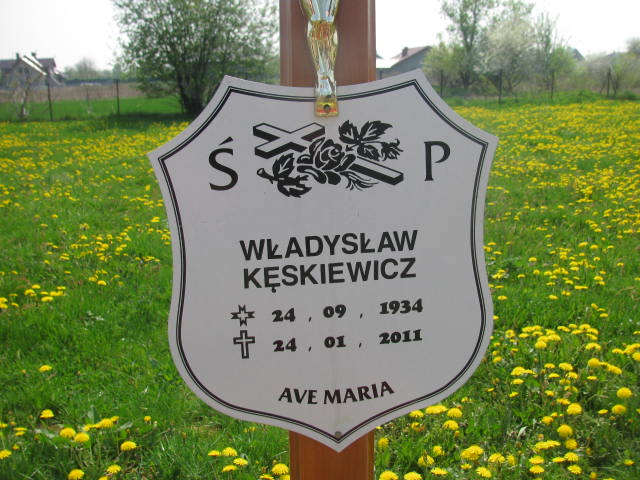 Ś P
WŁADYSŁAW
KĘSKIEWICZ
24 . 09 . 1934
24 . 01 . 2011
AVE MARIA